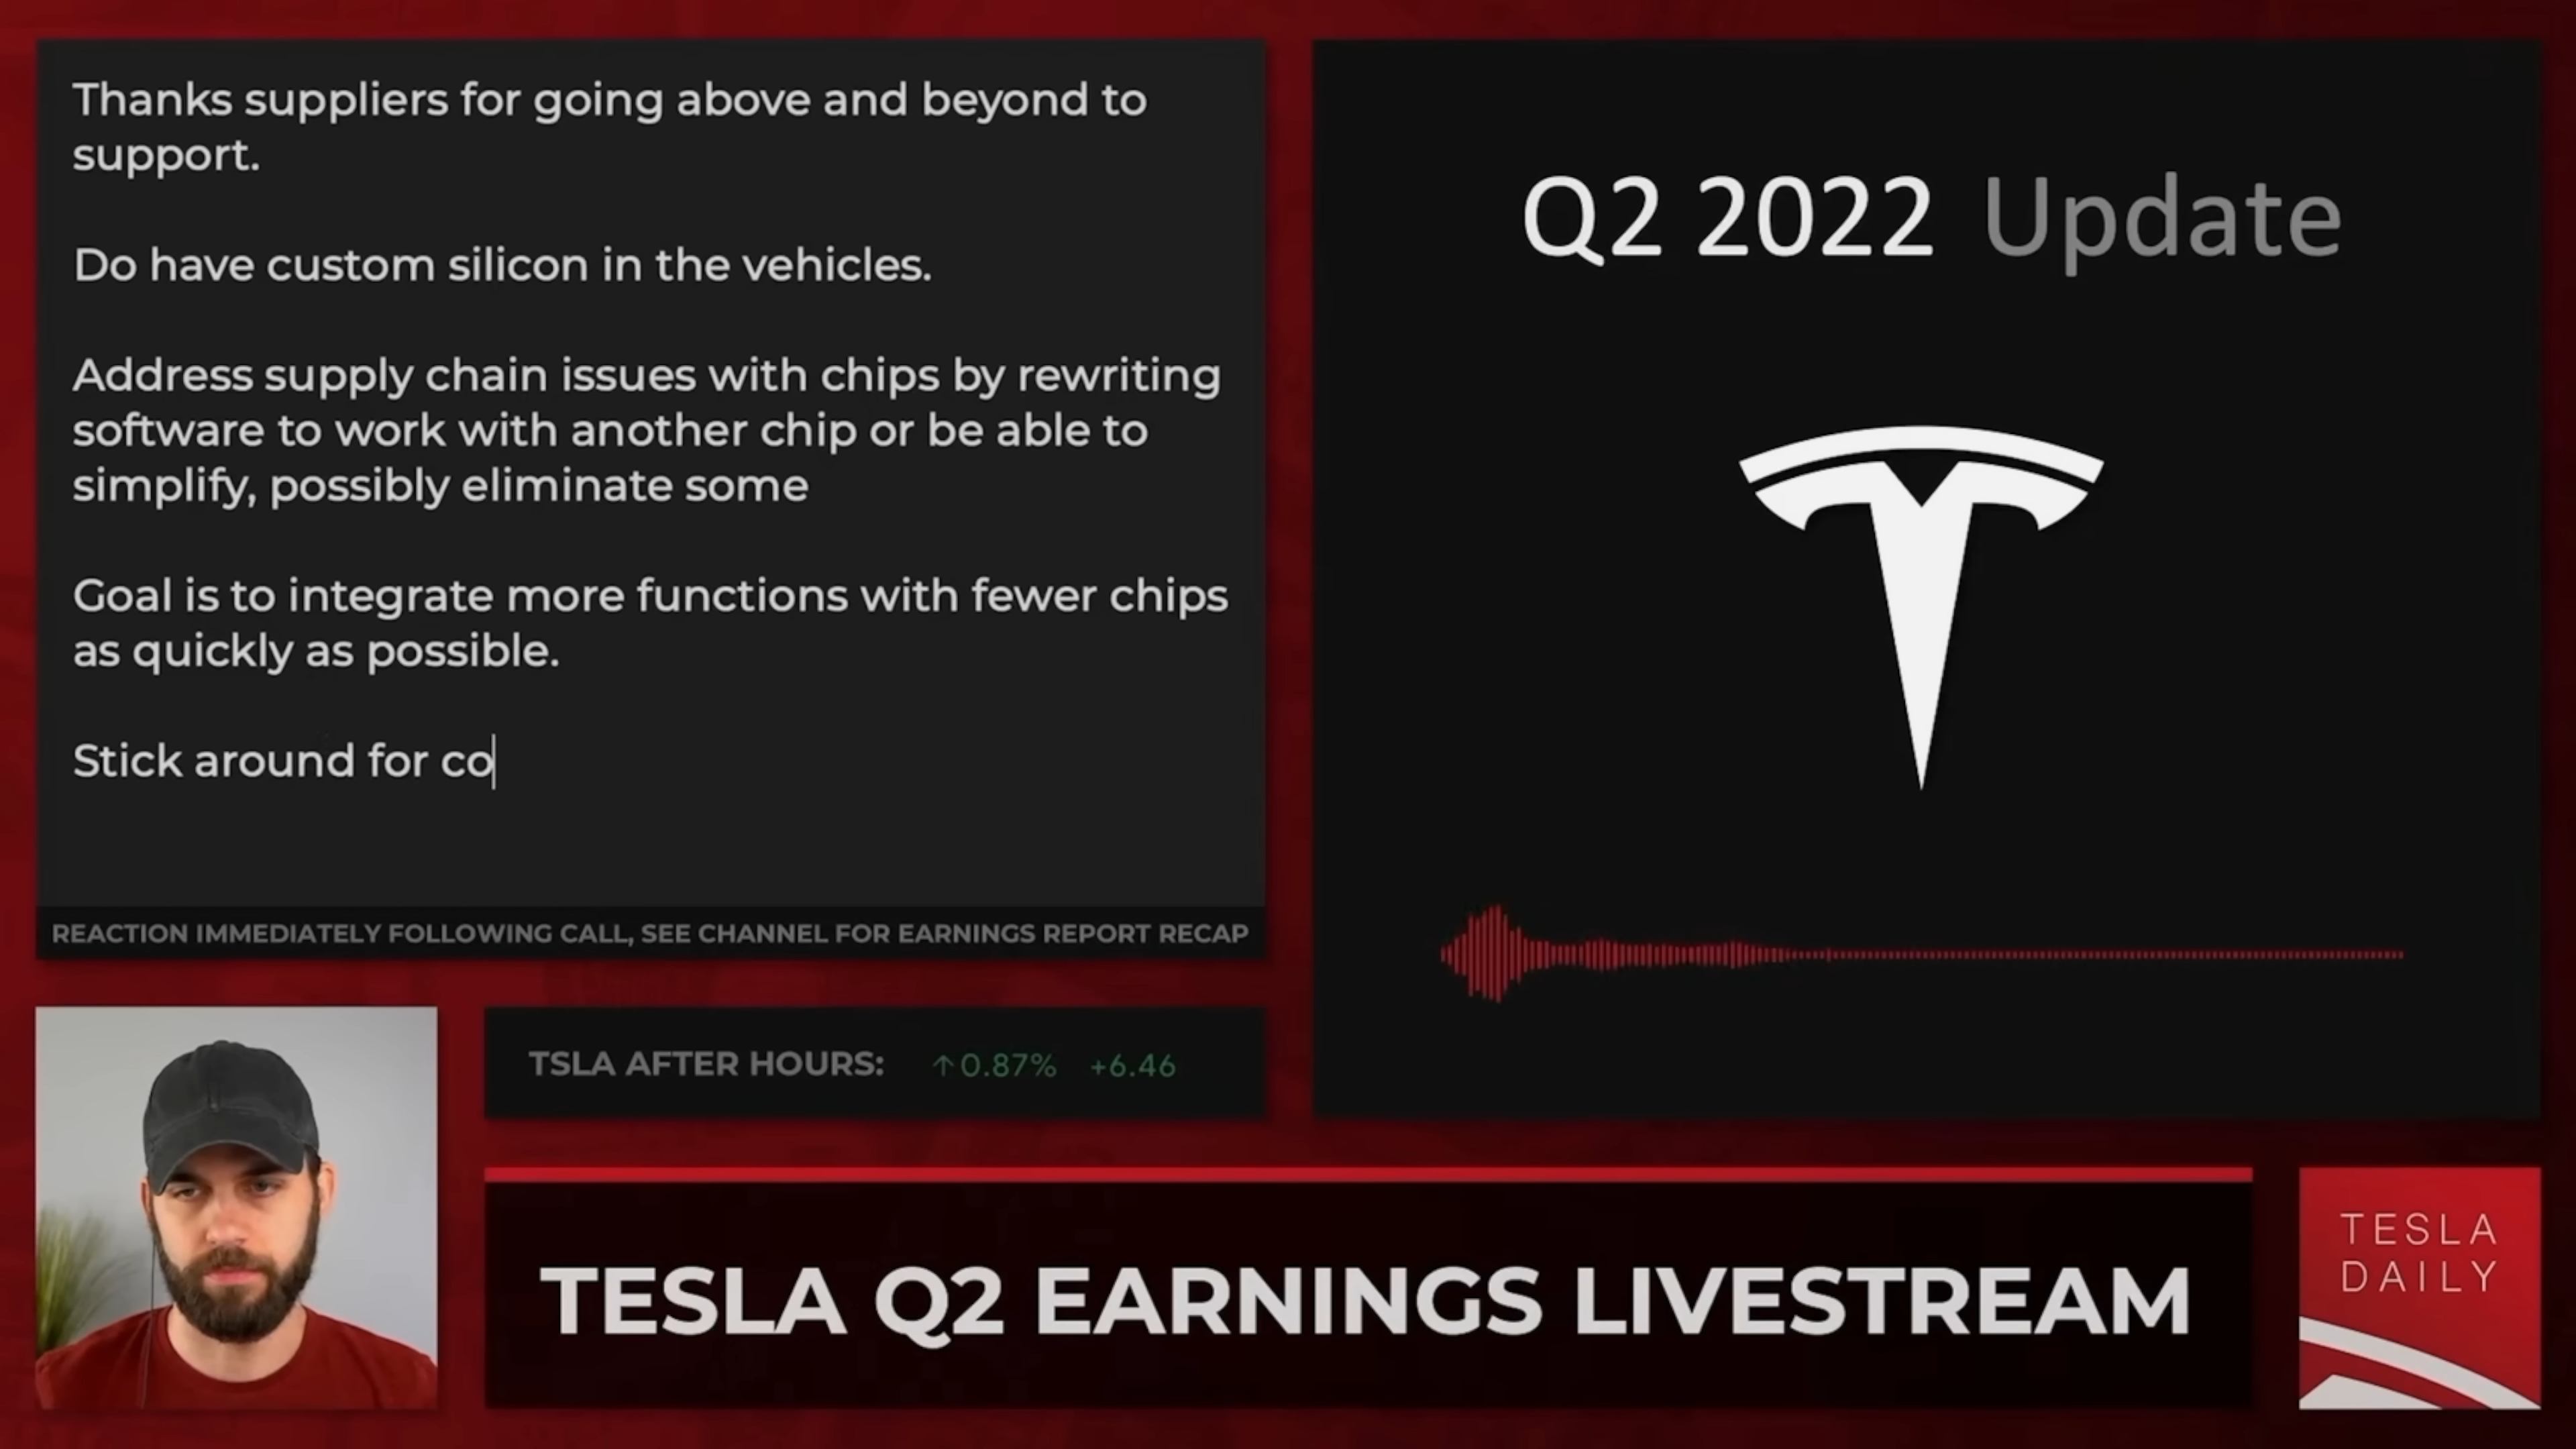 Thanks suppliers for going above and beyond to
support.
Do have custom silicon in the vehicles.
Address supply chain issues with chips by rewriting
software to work with another chip or be able to
simplify, possibly eliminate some
Goal is to integrate more functions with fewer chips
as quickly as possible.
Stick around for co
REACTION IMMEDIATELY FOLLOWING CALL, SEE CHANNEL FOR EARNINGS REPORT RECAP
Q2 2022 Update
TSLA AFTER HOURS: ↑0.87% +6.46
TESLA Q2 EARNINGS LIVESTREAM
TESLA
DAILY